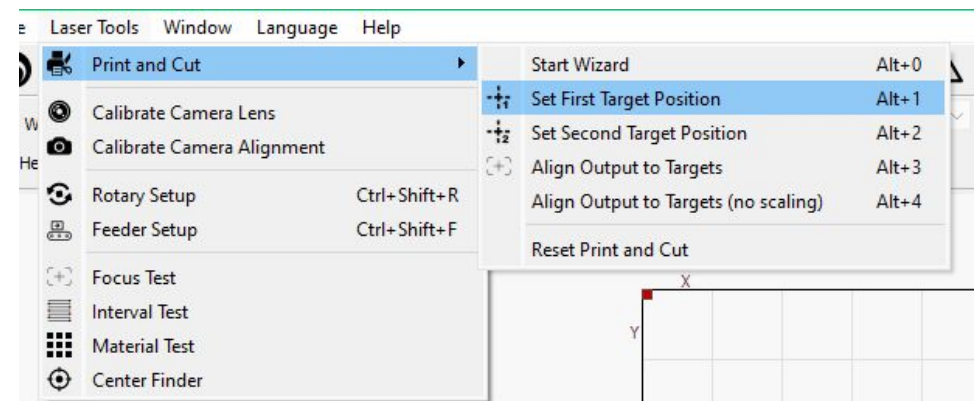 e Laser Tools Window Language Help
Print and Cut
Calibrate Camera Lens
Calibrate Camera Alignment
Rotary Setup Ctrl+Shift+R
Feeder Setup Ctrl+Shift+F
Focus Test
Interval Test
Material Test
Center Finder
Start Wizard Alt+0
1 Set First Target Position Alt+1
2 Set Second Target Position Alt+2
Align Output to Targets Alt+3
Align Output to Targets (no scaling) Alt+4
Reset Print and Cut
W
He
X
Y